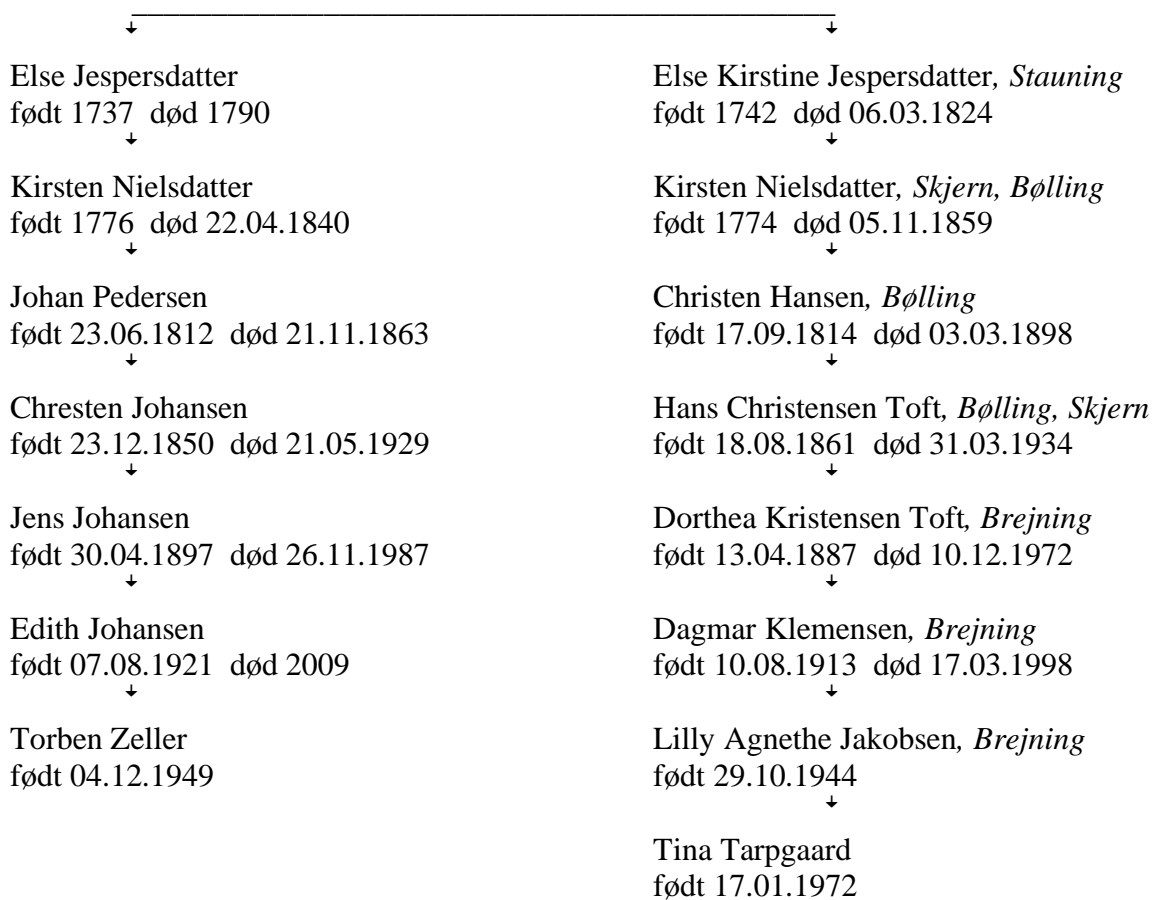 Else Jespersdatter
født 1737 død 1790
Kirsten Nielsdatter
født 1776 død 22.04.1840
Johan Pedersen
født 23.06.1812 død 21.11.1863
Chresten Johansen
født 23.12.1850 død 21.05.1929
Jens Johansen
født 30.04.1897 død 26.11.1987
Edith Johansen
født 07.08.1921 død 2009
Torben Zeller
født 04.12.1949
Else Kirstine Jespersdatter, Stauning
født 1742 død 06.03.1824
Kirsten Nielsdatter, Skjern, Bølling
født 1774 død 05.11.1859
Christen Hansen, Bølling
født 17.09.1814 død 03.03.1898
Hans Christensen Toft, Bølling, Skjern
født 18.08.1861 død 31.03.1934
Dorthea Kristensen Toft, Brejning
født 13.04.1887 død 10.12.1972
Dagmar Klemensen, Brejning
født 10.08.1913 død 17.03.1998
Lilly Agnethe Jakobsen, Brejning
født 29.10.1944
Tina Tarpgaard
født 17.01.1972